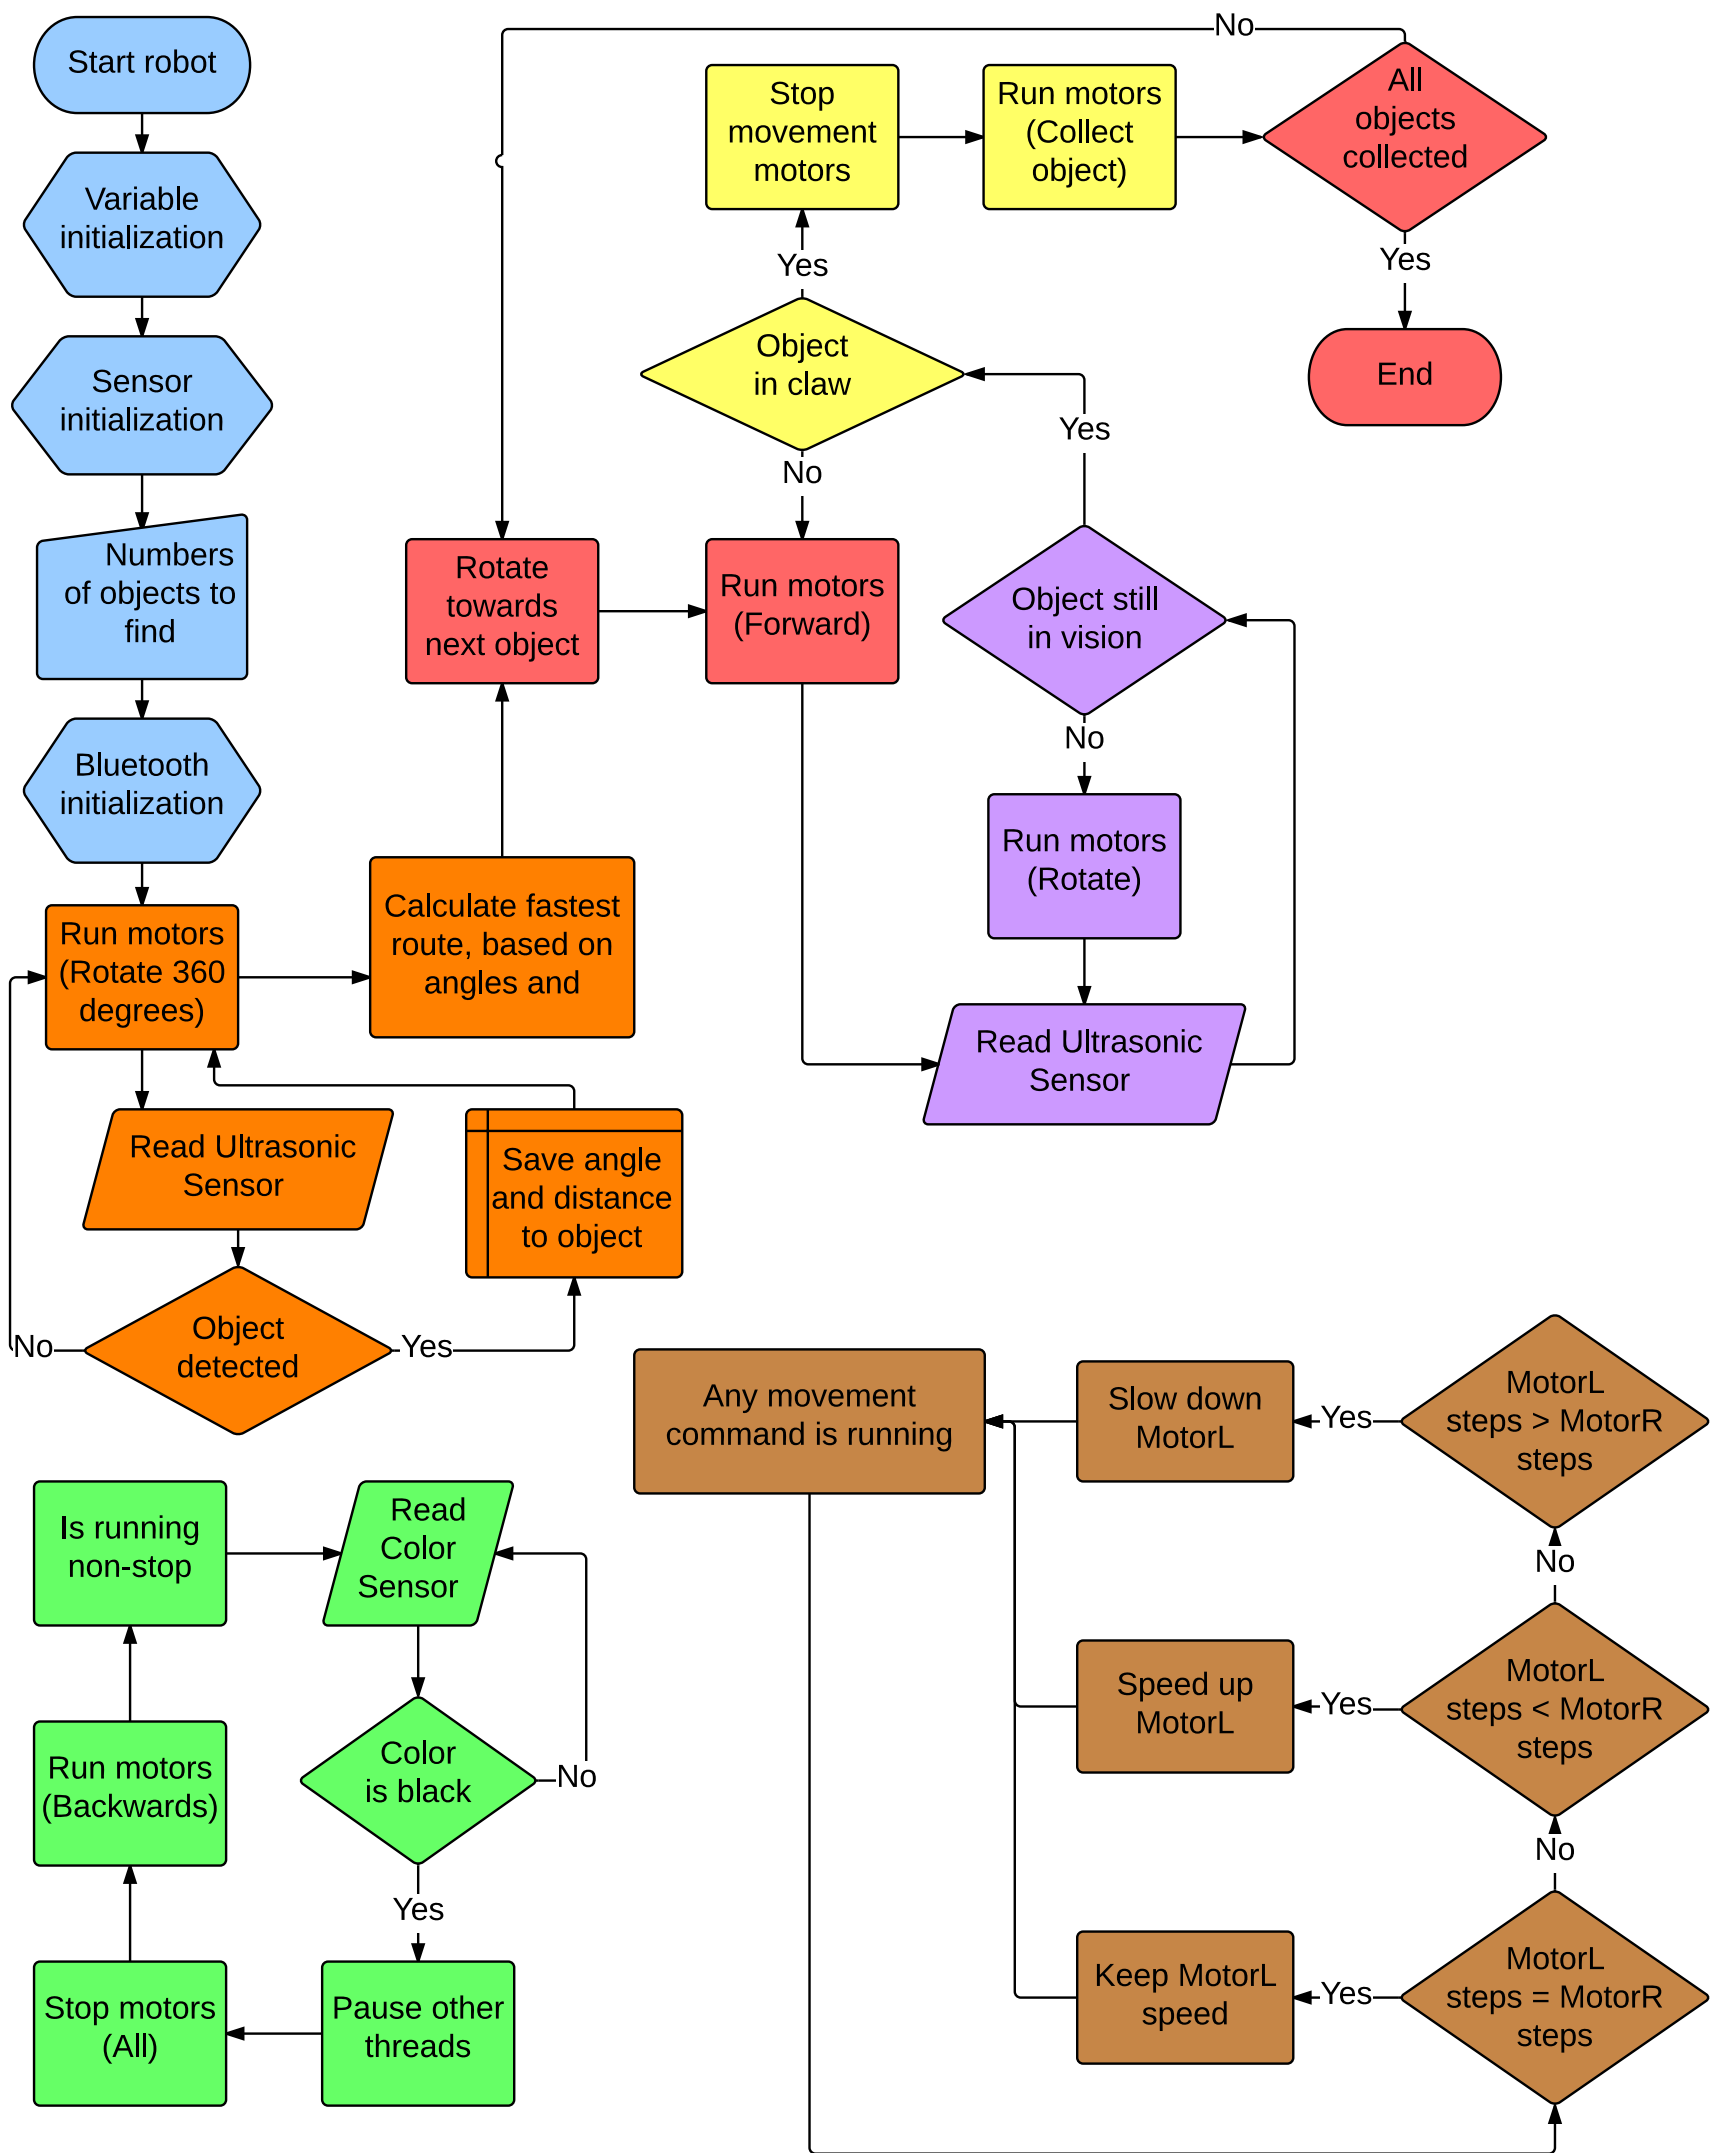 Start robot
Variable
initialization
Sensor
initialization
Numbers
of objects to
find
Bluetooth
initialization
Run motors
(Rotate 360
degrees)
Read Ultrasonic
Sensor
Object
detected
No
Yes
Save angle
and distance
to object
Calculate fastest
route, based on
angles and
Rotate
towards
next object
Run motors
(Forward)
Read Ultrasonic
Sensor
Object still
in vision
No
Run motors
(Rotate)
Yes
Object
in claw
No
Yes
Stop
movement
motors
Run motors
(Collect
object)
All
objects
collected
No
Yes
End
Is running
non-stop
Read
Color
Sensor
Color
is black
No
Yes
Pause other
threads
Stop motors
(All)
Run motors
(Backwards)
Any movement
command is running
MotorL
steps = MotorR
steps
Yes
Keep MotorL
speed
No
MotorL
steps < MotorR
steps
Yes
Speed up
MotorL
No
MotorL
steps > MotorR
steps
Yes
Slow down
MotorL